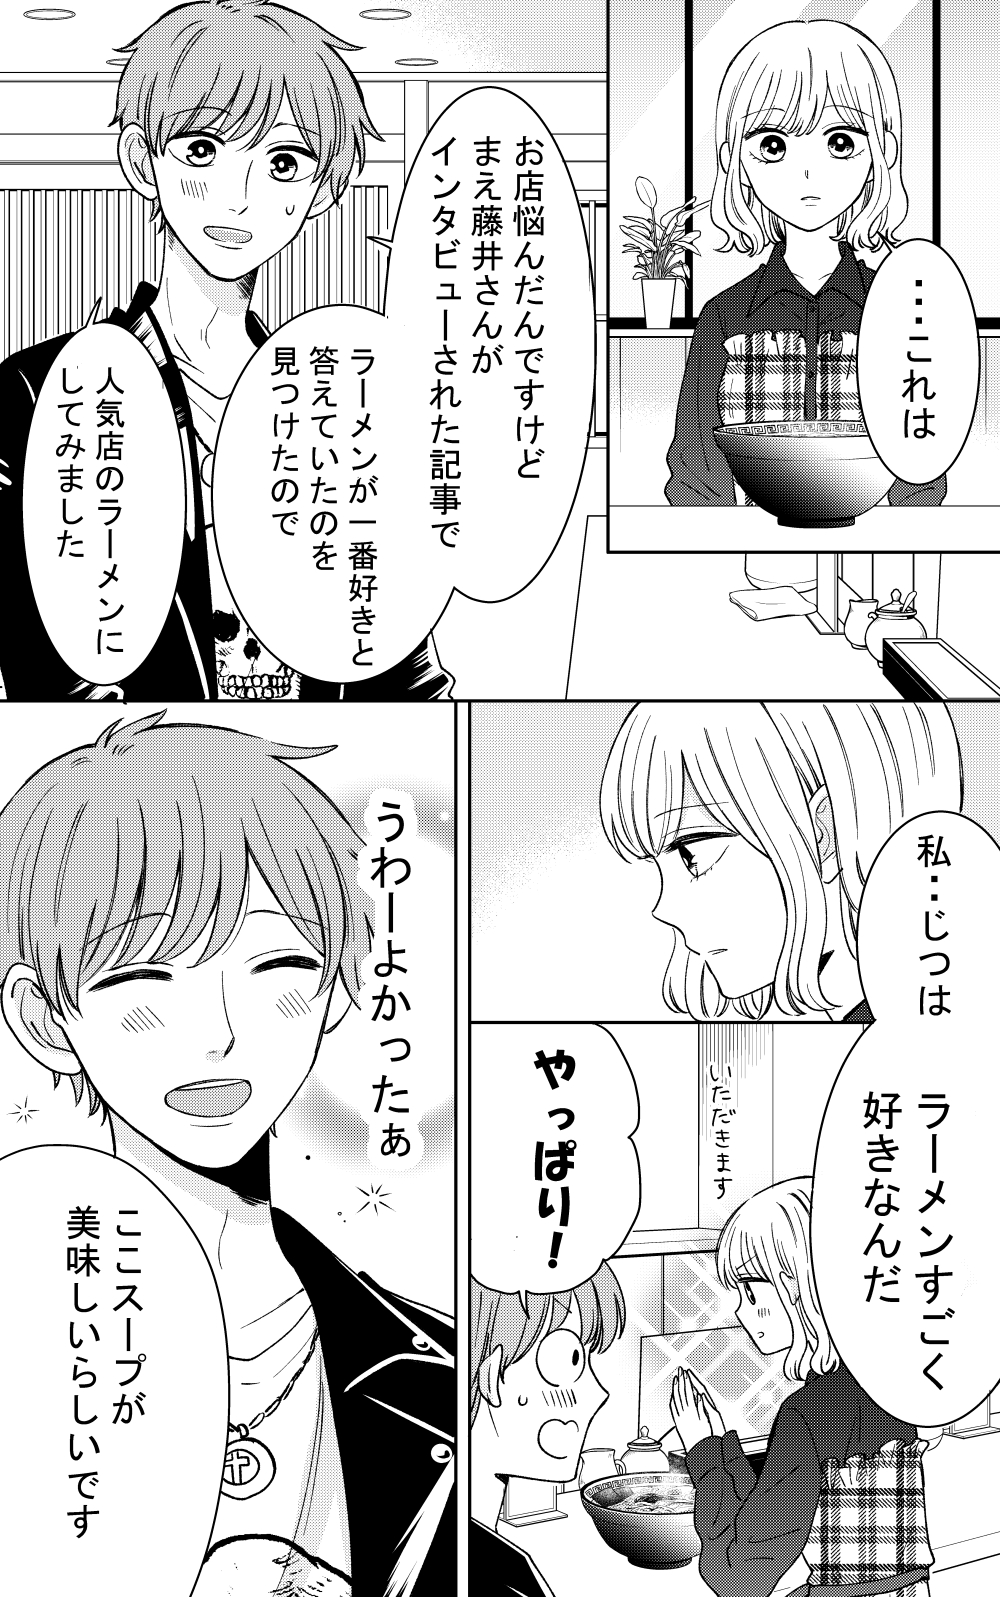 ・・・これは
お店悩んだんですけど
まえ藤井さんが
インタビューされた記事で
ラーメンが一番好きと
答えていたのを
見つけたので
人気店のラーメンに
してみました
私・・じつは
ラーメンすごく
好きなんだ
いただきます
やっぱり！
うわーよかったぁ
ここスープが
美味しいらしいです